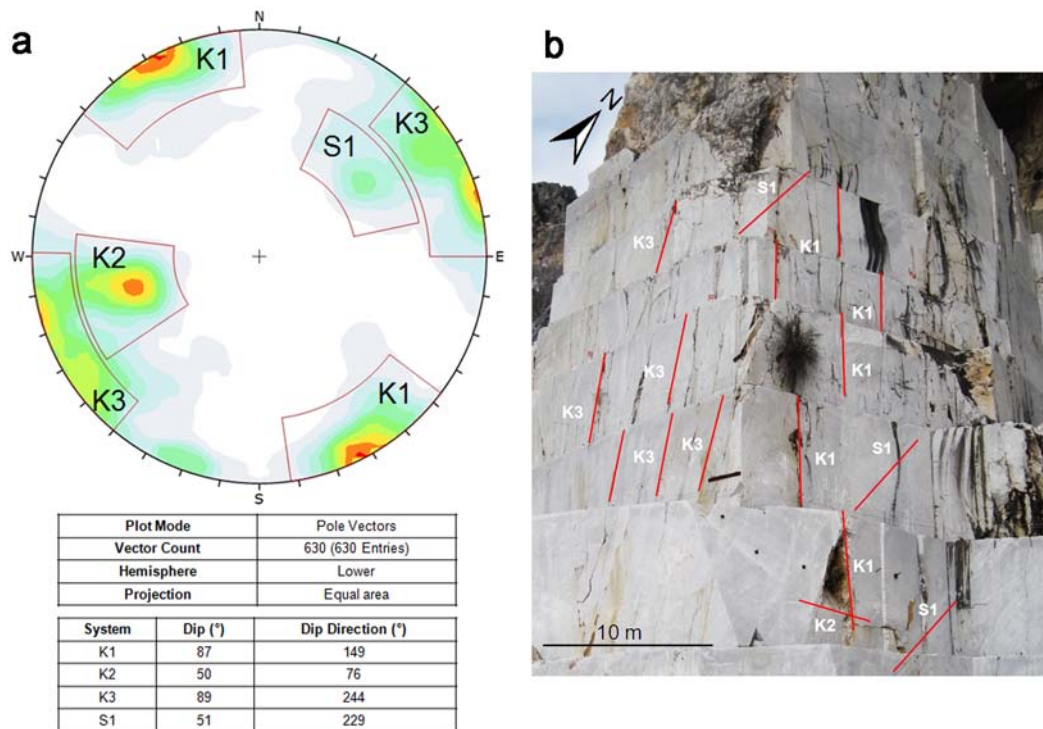 a
N
K1
K3
S1
W
K2
E
K3
K1
S
Plot Mode Pole Vectors
Vector Count 630 (630 Entries)
Hemisphere Lower
Projection Equal area
System Dip (°) Dip Direction (°)
K1 87 149
K2 50 76
K3 89 244
S1 51 229
b
N
S1
K3
K1
K1
K3
K1
K3
K3
K3
K1
S1
K1
S1
K2
10 m